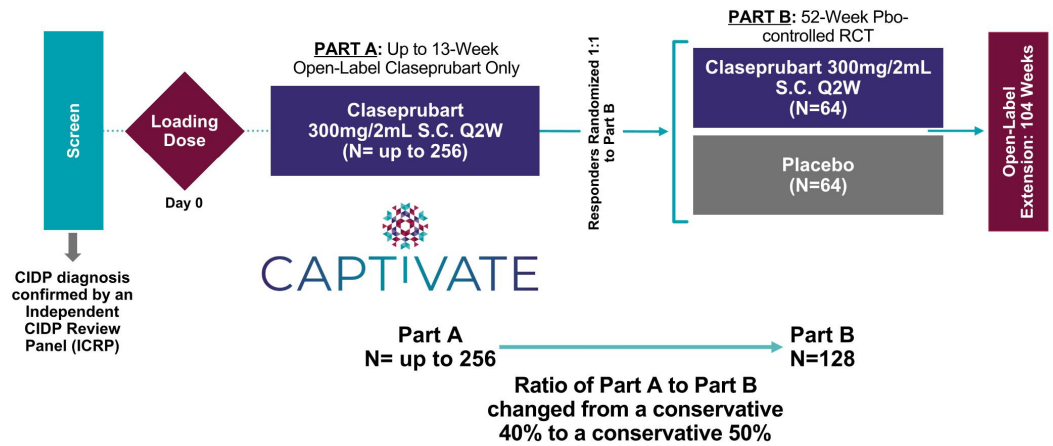 Screen
Loading
Dose
Day 0
CIDP diagnosis
confirmed by an
Independent
CIDP Review
Panel (ICRP)
PART A: Up to 13-Week
Open-Label Claseprubart Only
Claseprubart
300mg/2mL S.C. Q2W
(N= up to 256)
CAPTIVATE
Responders Randomized 1:1
to Part B
PART B: 52-Week Pbo-
controlled RCT
Claseprubart 300mg/2mL
S.C. Q2W
(N=64)
Placebo
(N=64)
Open-Label
Extension: 104 Weeks
Part A
N= up to 256
Part B
N=128
Ratio of Part A to Part B
changed from a conservative
40% to a conservative 50%